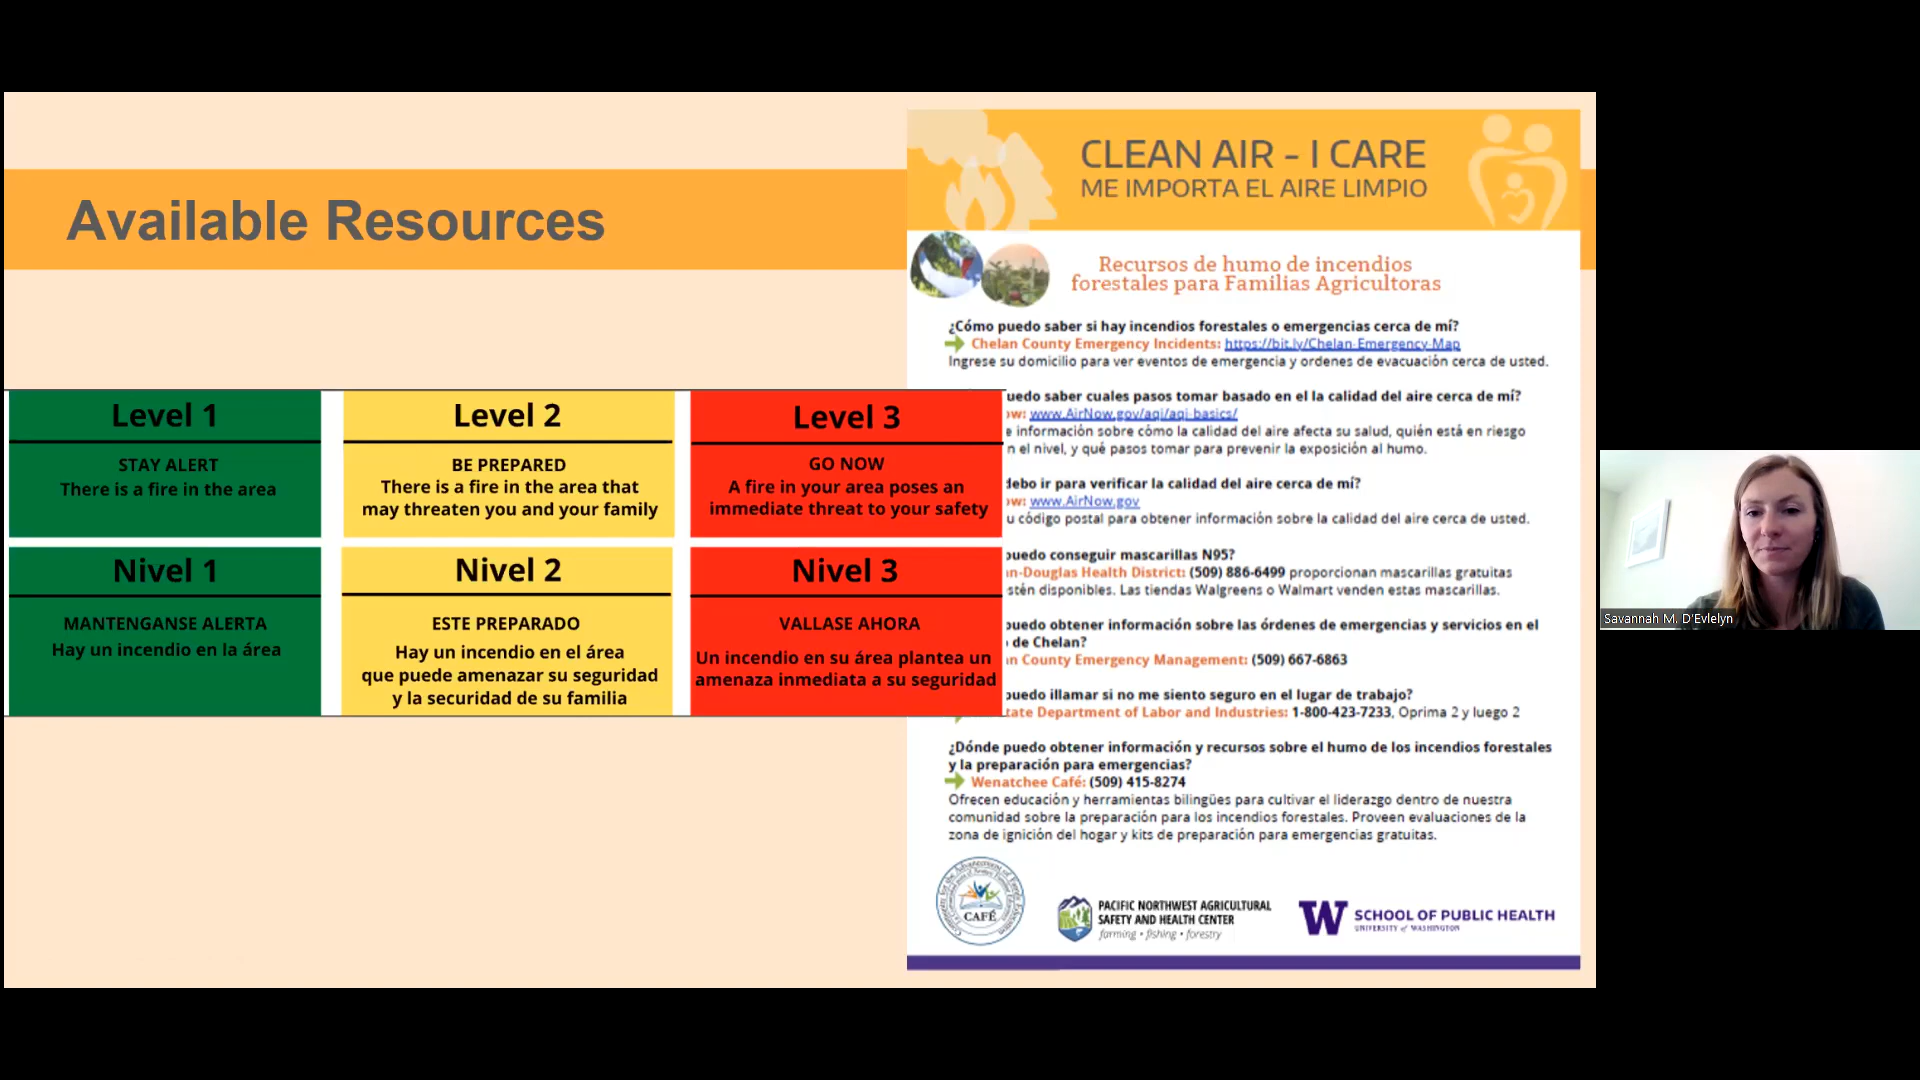 Available Resources
Level 1
STAY ALERT
There is a fire in the area
Level 2
BE PREPARED
There is a fire in the area that
may threaten you and your family
Level 3
GO NOW
A fire in your area poses an
immediate threat to your safety
Nivel 1
MANTENGANSE ALERTA
Hay un incendio en la área
Nivel 2
ESTE PREPARADO
Hay un incendio en el área
que puede amenazar su seguridad
y la securidad de su familia
Nivel 3
VALLASE AHORA
Un incendio en su área plantea un
amenaza inmediata a su seguridad
CLEAN AIR - I CARE
ME IMPORTA EL AIRE LIMPIO
Recursos de humo de incendios
forestales para Familias Agricultoras
¿Cómo puedo saber si hay incendios forestales o emergencias cerca de mí?
Chelan County Emergency Incidents: https://bit.ly/Chelan-Emergency-Map
Ingrese su domicilio para ver eventos de emergencia y ordenes de evacuación cerca de usted.
uedo saber cuales pasos tomar basado en el la calidad del aire cerca de mí?
ow: www.AirNow.gov/aqi/aqi-basics/
e información sobre cómo la calidad del aire afecta su salud, quién está en riesgo
n el nivel, y qué pasos tomar para prevenir la exposición al humo.
debo ir para verificar la calidad del aire cerca de mí?
ow: www.AirNow.gov
u código postal para obtener información sobre la calidad del aire cerca de usted.
puedo conseguir mascarillas N95?
n-Douglas Health District: (509) 886-6499 proporcionan mascarillas gratuitas
stén disponibles. Las tiendas Walgreens o Walmart venden estas mascarillas.
puedo obtener información sobre las órdenes de emergencias y servicios en el
o de Chelan?
n County Emergency Management: (509) 667-6863
puedo illamar si no me siento seguro en el lugar de trabajo?
tate Department of Labor and Industries: 1-800-423-7233, Oprima 2 y luego 2
¿Dónde puedo obtener información y recursos sobre el humo de los incendios forestales
y la preparación para emergencias?
Wenatchee Café: (509) 415-8274
Ofrecen educación y herramientas bilingües para cultivar el liderazgo dentro de nuestra
comunidad sobre la preparación para los incendios forestales. Proveen evaluaciones de la
zona de ignición del hogar y kits de preparación para emergencias gratuitas.
CAFÉ
PACIFIC NORTHWEST AGRICULTURAL
SAFETY AND HEALTH CENTER
farming • fishing • forestry
W SCHOOL OF PUBLIC HEALTH
UNIVERSITY of WASHINGTON
Savannah M. D'Evlelyn